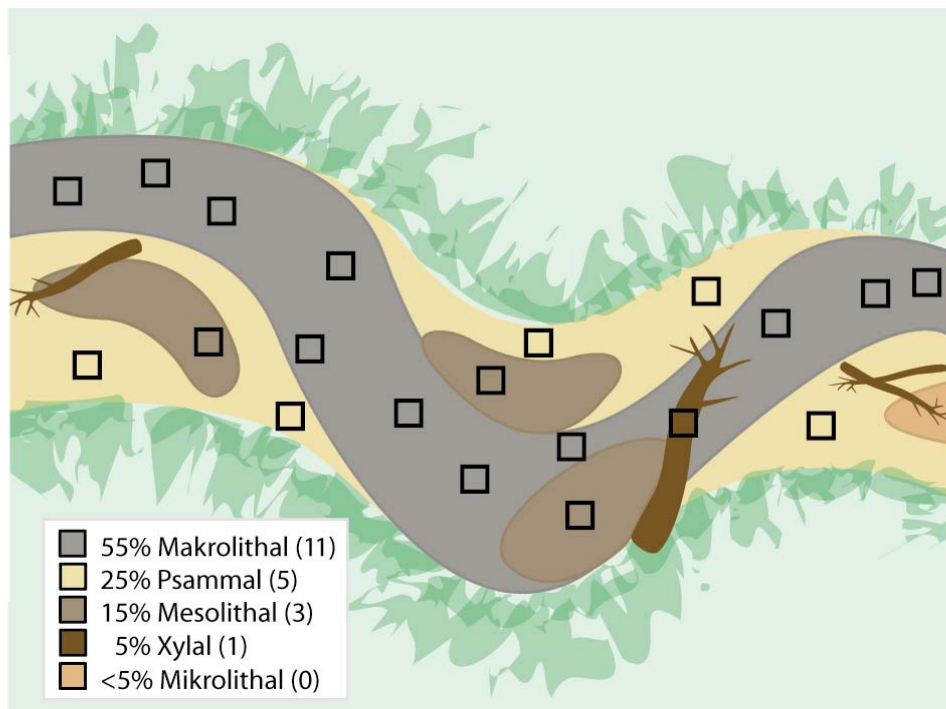 55% Makrolithal (11)
25% Psammal (5)
15% Mesolithal (3)
5% Xylal (1)
<5% Mikrolithal (0)